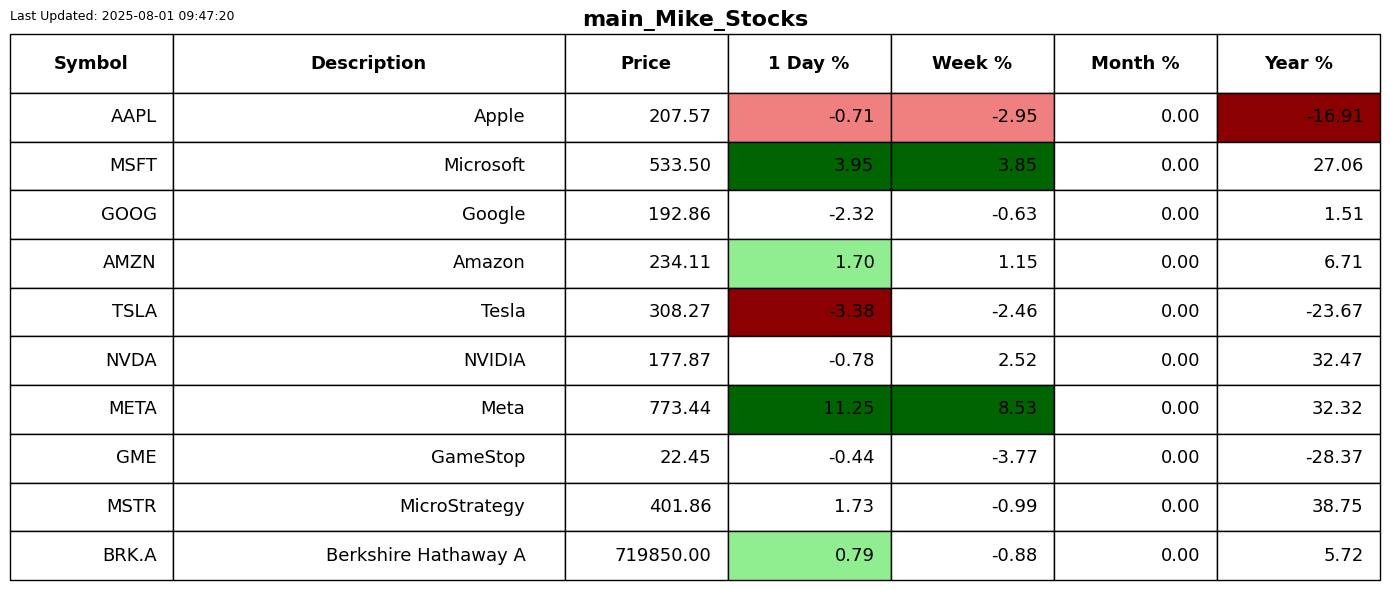 Last Updated: 2025-08-01 09:47:20
main_Mike_Stocks
Symbol Description Price 1 Day % Week % Month % Year %
AAPL Apple 207.57 -0.71 -2.95 0.00 -16.91
MSFT Microsoft 533.50 3.95 3.85 0.00 27.06
GOOG Google 192.86 -2.32 -0.63 0.00 1.51
AMZN Amazon 234.11 1.70 1.15 0.00 6.71
TSLA Tesla 308.27 -3.38 -2.46 0.00 -23.67
NVDA NVIDIA 177.87 -0.78 2.52 0.00 32.47
META Meta 773.44 11.25 8.53 0.00 32.32
GME GameStop 22.45 -0.44 -3.77 0.00 -28.37
MSTR MicroStrategy 401.86 1.73 -0.99 0.00 38.75
BRK.A Berkshire Hathaway A 719850.00 0.79 -0.88 0.00 5.72